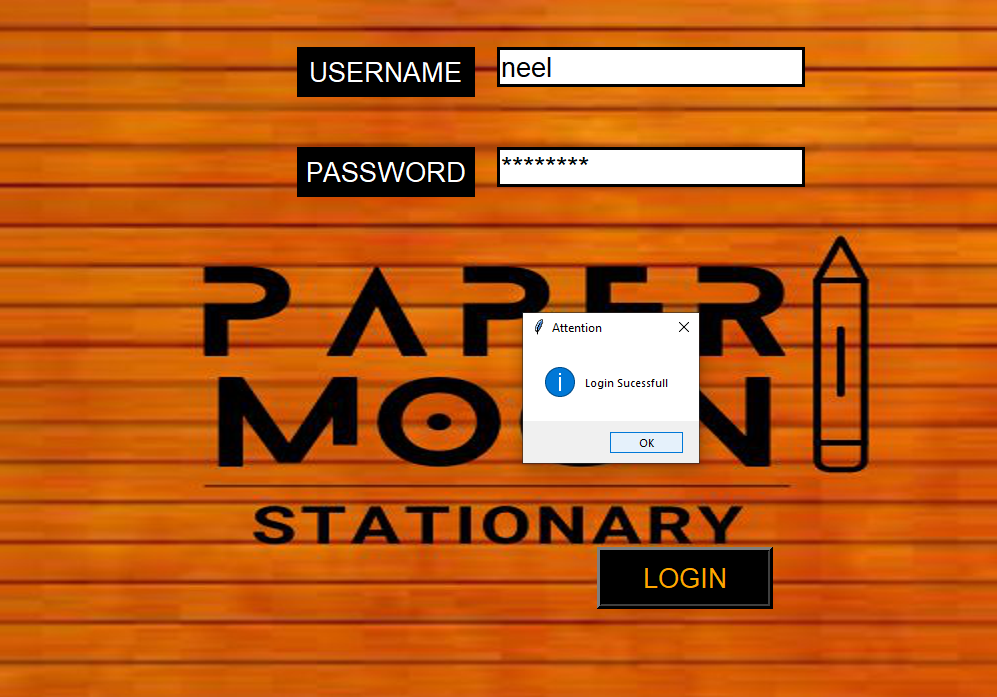 USERNAME neel
PASSWORD ********
PAPER
Attention
Login Sucessfull
MOON
OK
STATIONARY
LOGIN